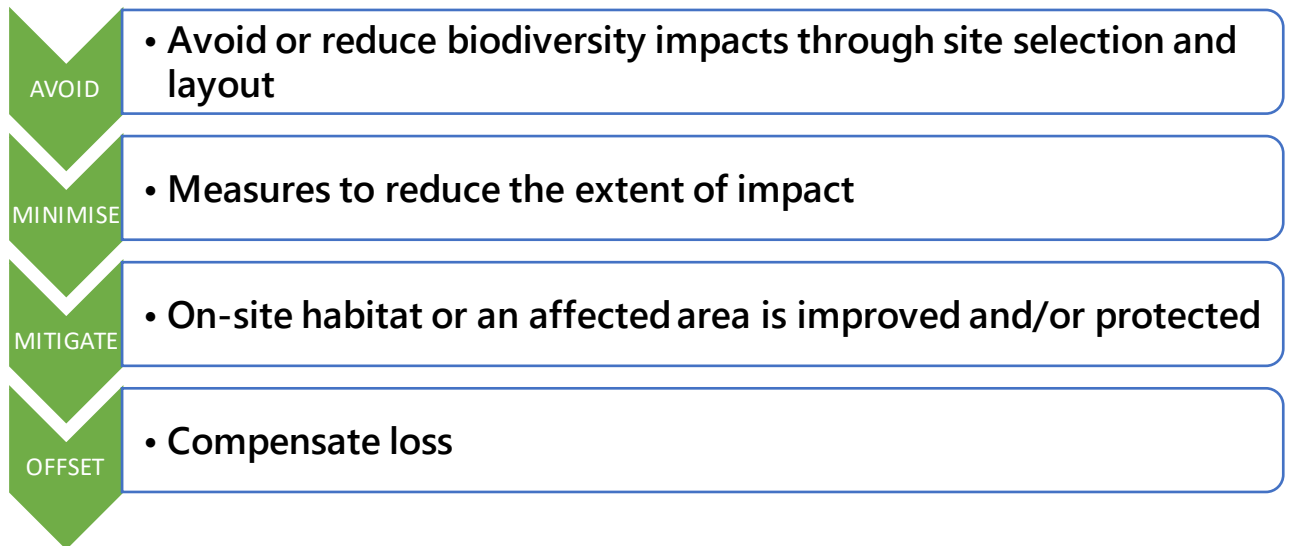 AVOID
• Avoid or reduce biodiversity impacts through site selection and
layout
MINIMISE
• Measures to reduce the extent of impact
MITIGATE
• On-site habitat or an affected area is improved and/or protected
OFFSET
• Compensate loss